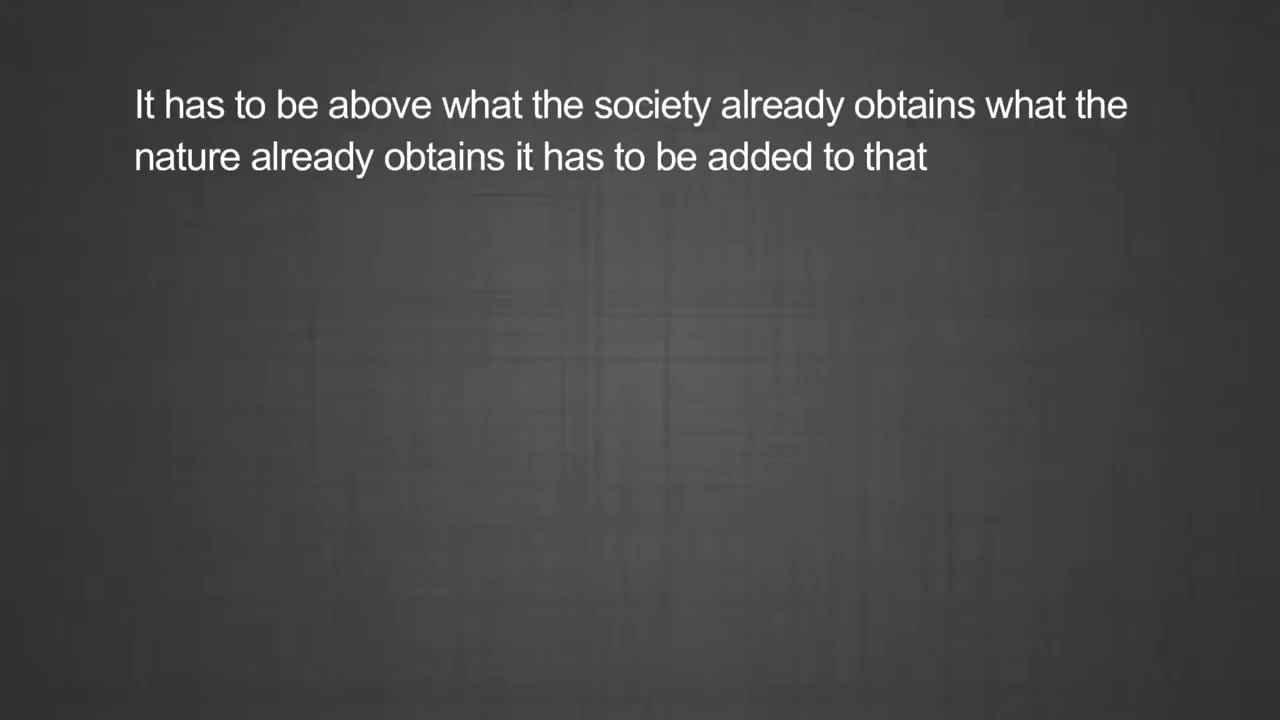 It has to be above what the society already obtains what the
nature already obtains it has to be added to that